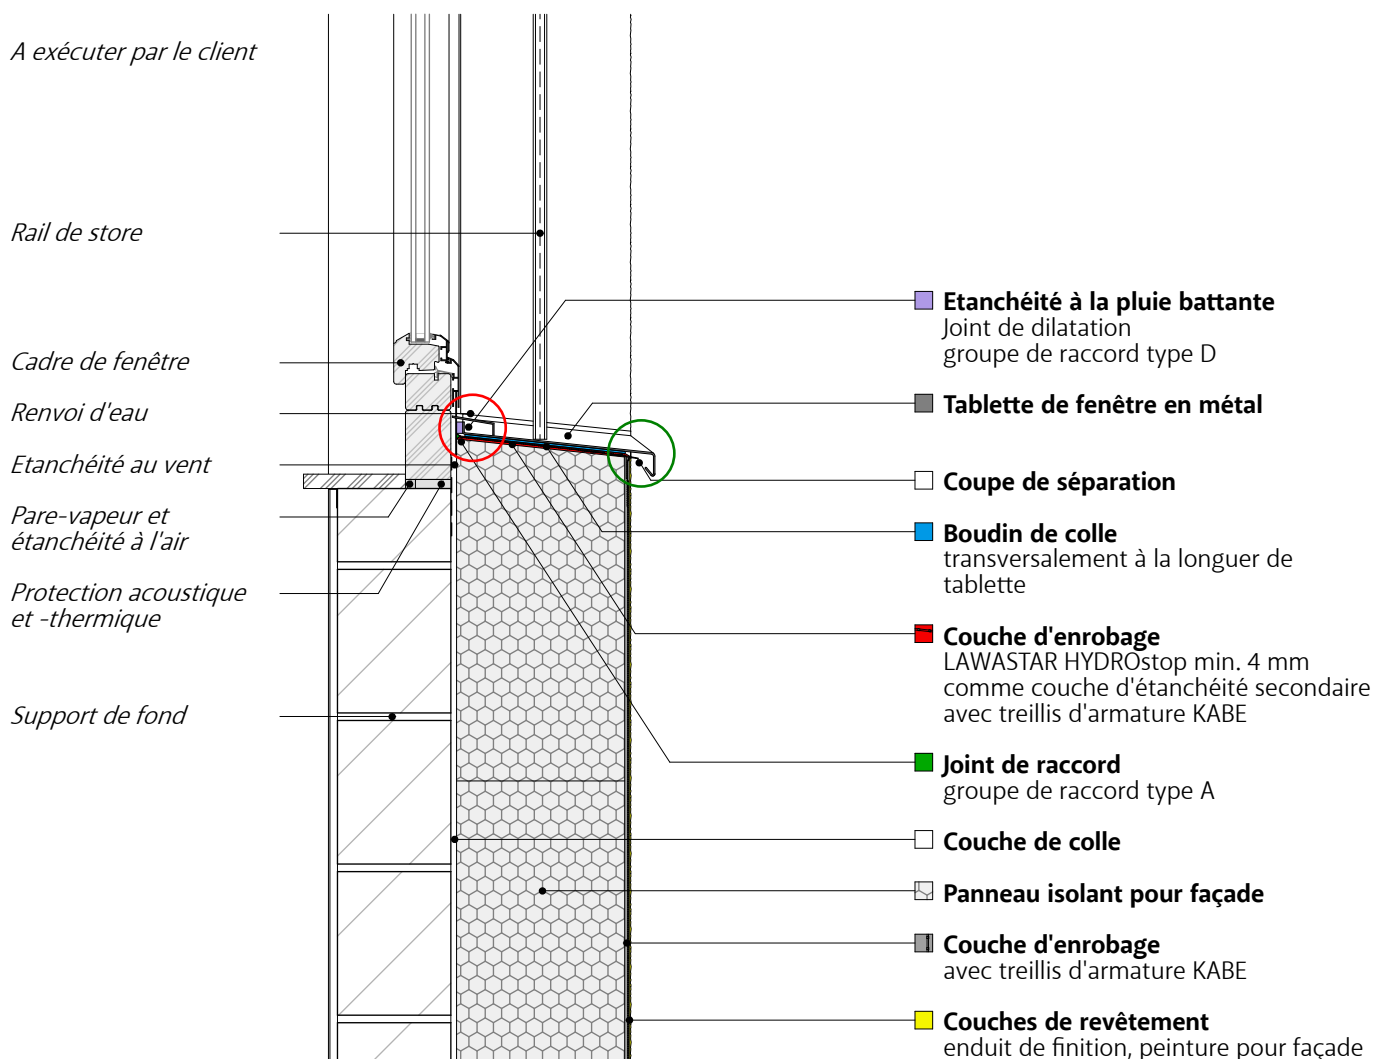 A exécuter par le client
Rail de store
Cadre de fenêtre
Renvoi d'eau
Etanchéité au vent
Pare-vapeur et
étanchéité à l'air
Protection acoustique
et -thermique
Support de fond
Etanchéité à la pluie battante
Joint de dilatation
groupe de raccord type D
Tablette de fenêtre en métal
Coupe de séparation
Boudin de colle
transversalement à la longuer de
tablette
Couche d'enrobage
LAWASTAR HYDROstop min. 4 mm
comme couche d'étanchéité secondaire
avec treillis d'armature KABE
Joint de raccord
groupe de raccord type A
Couche de colle
Panneau isolant pour façade
Couche d'enrobage
avec treillis d'armature KABE
Couches de revêtement
enduit de finition, peinture pour façade